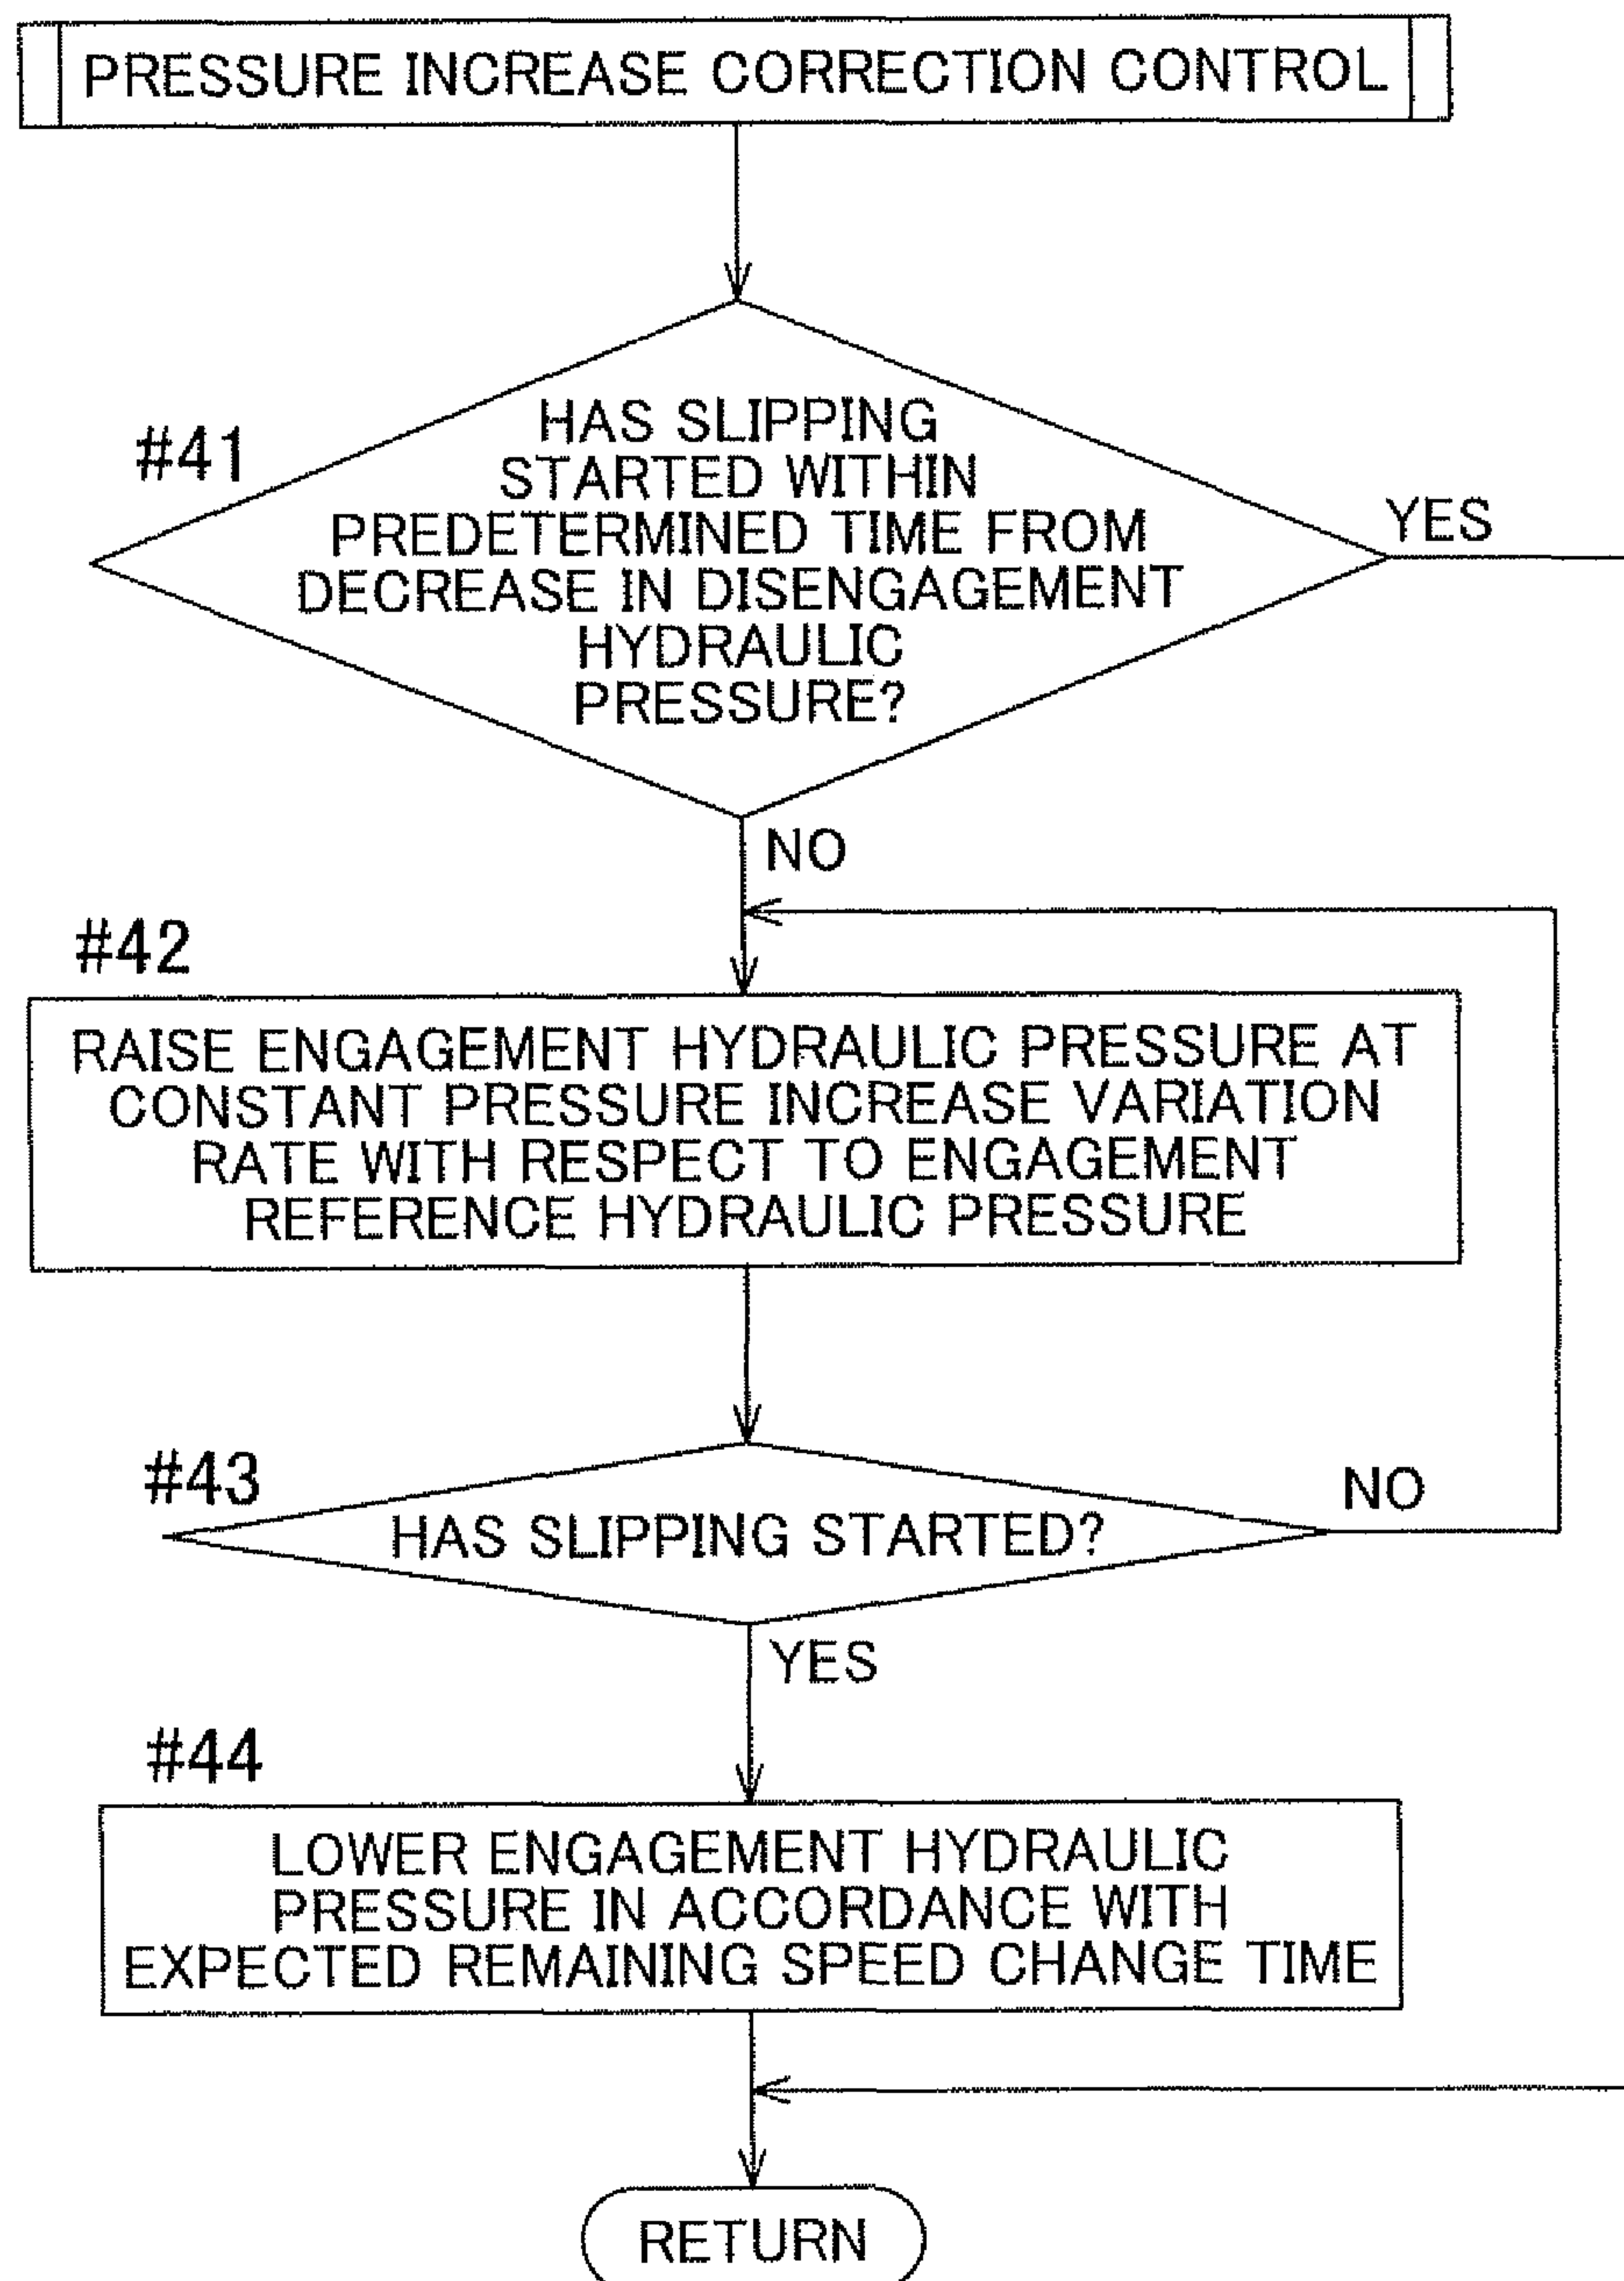 PRESSURE INCREASE CORRECTION CONTROL
#41
HAS SLIPPING
STARTED WITHIN
PREDETERMINED TIME FROM
DECREASE IN DISENGAGEMENT
HYDRAULIC
PRESSURE?
YES
NO
#42
RAISE ENGAGEMENT HYDRAULIC PRESSURE AT
CONSTANT PRESSURE INCREASE VARIATION
RATE WITH RESPECT TO ENGAGEMENT
REFERENCE HYDRAULIC PRESSURE
#43
HAS SLIPPING STARTED?
NO
YES
#44
LOWER ENGAGEMENT HYDRAULIC
PRESSURE IN ACCORDANCE WITH
EXPECTED REMAINING SPEED CHANGE TIME
RETURN